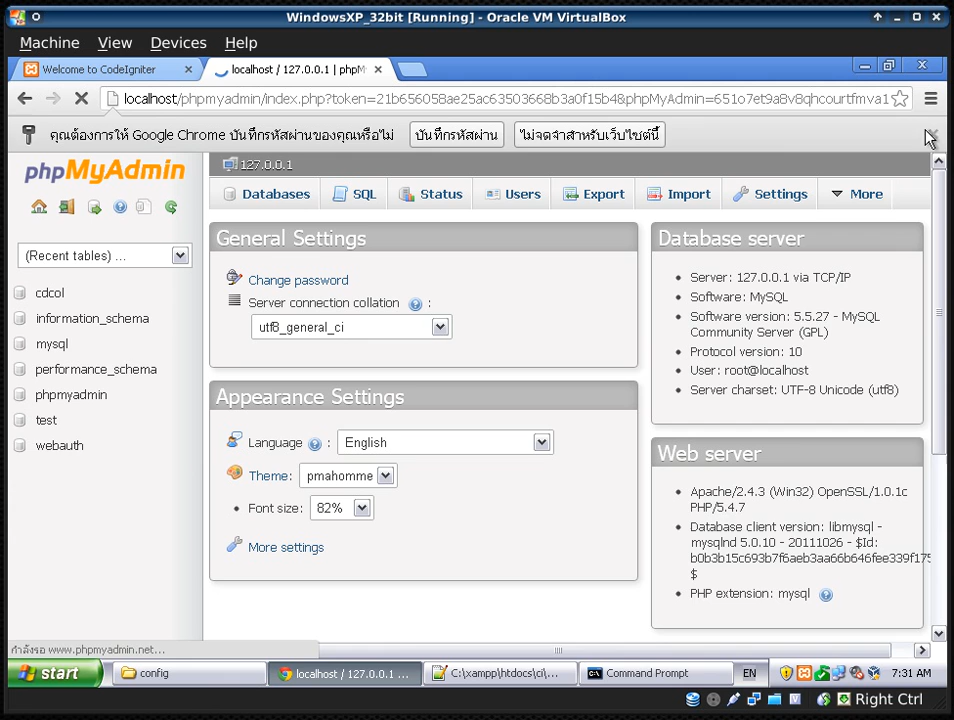 WindowsXP_32bit [Running] - Oracle VM VirtualBox
Machine View Devices Help
Welcome to CodeIgniter
localhost / 127.0.0.1 | phpM
localhost/phpmyadmin/index.php?token=21b656058ae25ac63503668b3a0f15b4&phpMyAdmin=651o7et9a8v8qhcourtfmva1
คุณต้องการให้ Google Chrome บันทึกรหัสผ่านของคุณหรือไม่
บันทึกรหัสผ่าน
ไม่จดจำสำหรับเว็บไซต์นี้
phpMyAdmin
127.0.0.1
Databases SQL Status Users Export Import Settings More
(Recent tables) ...
cdcol
information_schema
mysql
performance_schema
phpmyadmin
test
webauth
General Settings
Change password
Server connection collation :
utf8_general_ci
Appearance Settings
Language : English
Theme: pmahomme
Font size: 82%
More settings
Database server
Server: 127.0.0.1 via TCP/IP
Software: MySQL
Software version: 5.5.27 - MySQL
Community Server (GPL)
Protocol version: 10
User: root@localhost
Server charset: UTF-8 Unicode (utf8)
Web server
Apache/2.4.3 (Win32) OpenSSL/1.0.1c
PHP/5.4.7
Database client version: libmysql -
mysqlnd 5.0.10 - 20111026 - $Id:
b0b3b15c693b7f6aeb3aa66b646fee339f175
$
PHP extension: mysql
กำลังรอ www.phpmyadmin.net...
start
config
localhost / 127.0.0.1 ...
C:\xampp\htdocs\ci\...
Command Prompt
EN
7:31 AM
Right Ctrl